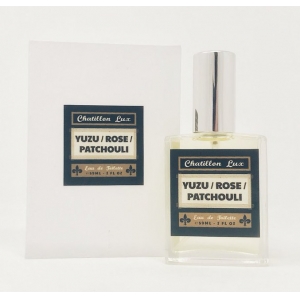 Chatillon Lux
YUZU / ROSE /
PATCHOULI
Eau de Toilette
Chatillon Lux
YUZU / ROSE /
PATCHOULI
Eau de Toilette